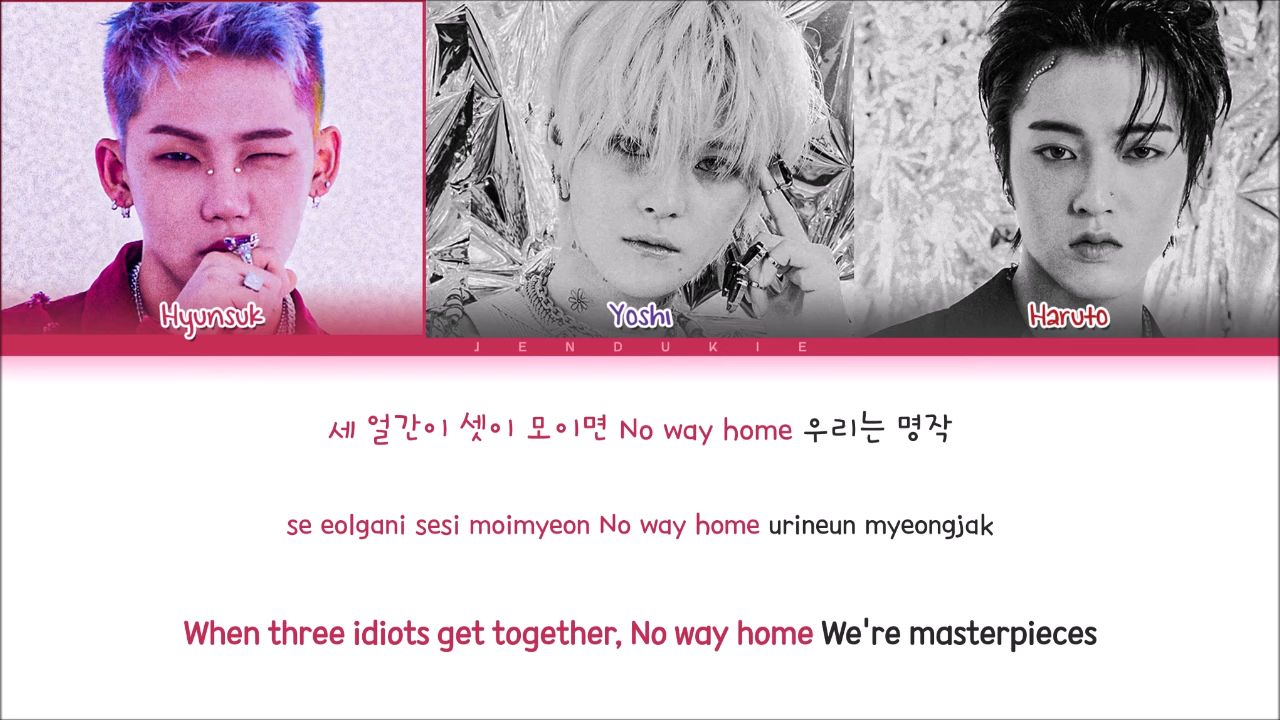 Hyunsuk
Yoshi
Haruto
JENDUKIE
세 얼간이 셋이 모이면 No way home 우리는 명작
se eolgani sesi moimyeon No way home urineun myeongjak
When three idiots get together, No way home We're masterpieces